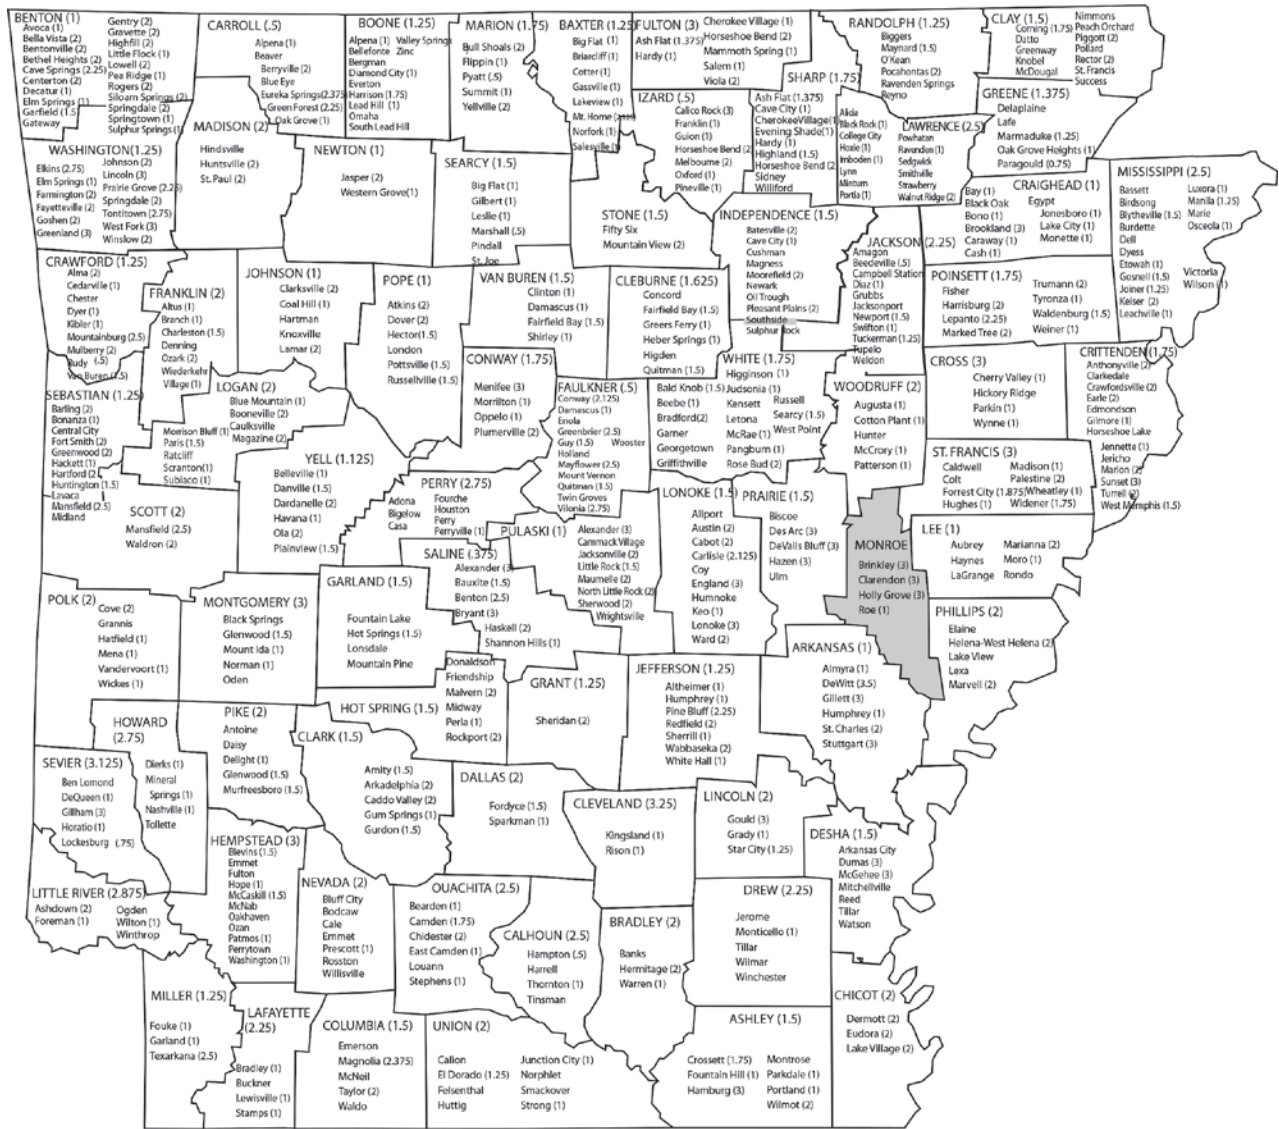 BENTON (1)
Avoca (1)
Bella Vista (2)
Bentonville (2)
Bethel Heights (2)
Cave Springs (2.25)
Centerton (2)
Decatur (1)
Elm Springs (1)
Garfield (1.5)
Gateway
Gentry (2)
Gravette (2)
Highfill (2)
Little Flock (1)
Lowell (2)
Pea Ridge (1)
Rogers (2)
Siloam Springs (2)
Springdale (2)
Springtown (1)
Sulphur Springs (1)
CARROLL (.5)
Alpena (1)
Beaver
Berryville (2)
Blue Eye
Eureka Springs(2.375)
Green Forest (2.25)
Oak Grove (1)
BOONE (1.25)
Alpena (1)
Bellefonte
Bergman
Diamond City (1)
Everton
Harrison (1.75)
Lead Hill (1)
Omaha
South Lead Hill
Valley Springs
Zinc
MARION (1.75)
Bull Shoals (2)
Flippin (1)
Pyatt (.5)
Summit (1)
Yellville (2)
BAXTER (1.25)
Big Flat (1)
Briarcliff (1)
Cotter (1)
Gassville (1)
Lakeview (1)
Mt. Home
Norfork (1)
Salesville (1)
FULTON (3)
Ash Flat (1.375)
Hardy (1)
Cherokee Village (1)
Horseshoe Bend (2)
Mammoth Spring (1)
Salem (1)
Viola (2)
SHARP (1.75)
Ash Flat (1.375)
Cave City (1)
CherokeeVillage(1)
Evening Shade(1)
Hardy (1)
Highland (1.5)
Horseshoe Bend (2)
Sidney
Williford
RANDOLPH (1.25)
Biggers
Maynard (1.5)
O'Kean
Pocahontas (2)
Ravenden Springs
Reyno
CLAY (1.5)
Corning (1.75)
Datto
Greenway
Knobel
McDougal
Nimmons
Peach Orchard
Piggott (2)
Pollard
Rector (2)
St. Francis
Success
GREENE (1.375)
Delaplaine
Lafe
Marmaduke (1.25)
Oak Grove Heights (1)
Paragould (0.75)
IZARD (.5)
Calico Rock (3)
Franklin (1)
Guion (1)
Horseshoe Bend (2)
Melbourne (2)
Oxford (1)
Pineville (1)
LAWRENCE (2.5)
Alicia
Black Rock (1)
College City
Hoxie (1)
Imboden (1)
Lynn
Minturn
Portia (1)
Powhatan
Ravenden (1)
Sedgwick
Smithville
Strawberry
Walnut Ridge (2)
MADISON (2)
Hindsville
Huntsville (2)
St. Paul (2)
WASHINGTON(1.25)
Elkins (2.75)
Elm Springs (1)
Farmington (2)
Fayetteville (2)
Goshen (2)
Greenland (3)
Johnson (2)
Lincoln (3)
Prairie Grove (2.25)
Springdale (2)
Tontitown (2.75)
West Fork (3)
Winslow (2)
NEWTON (1)
Jasper (2)
Western Grove(1)
SEARCY (1.5)
Big Flat (1)
Gilbert (1)
Leslie (1)
Marshall (.5)
Pindall
St. Joe
STONE (1.5)
Fifty Six
Mountain View (2)
INDEPENDENCE (1.5)
Batesville (2)
Cave City (1)
Cushman
Magness
Moorefield (2)
Newark
Oil Trough
Pleasant Plains (2)
Southside
Sulphur Rock
JACKSON (2.25)
Amagon
Beedeville (.5)
Campbell Station
Diaz (1)
Grubbs
Jacksonport
Newport (1.5)
Swifton (1)
Tuckerman (1.25)
Tupelo
Weldon
CRAIGHEAD (1)
Bay (1)
Black Oak
Bono (1)
Brookland (3)
Caraway (1)
Cash (1)
Egypt
Jonesboro (1)
Lake City (1)
Monette (1)
MISSISSIPPI (2.5)
Bassett
Birdsong
Blytheville (1.5)
Burdette
Dell
Dyess
Etowah (1)
Gosnell (1.5)
Joiner (1.25)
Keiser (2)
Leachville (1)
Luxora (1)
Manila (1.25)
Marie
Osceola (1)
Victoria
Wilson (1)
CRAWFORD (1.25)
Alma (2)
Cedarville (1)
Chester
Dyer (1)
Kibler (1)
Mountainburg (2.5)
Mulberry (2)
Rudy (.5)
Van Buren (1.5)
FRANKLIN (2)
Altus (1)
Branch (1)
Charleston (1.5)
Denning
Ozark (2)
Wiederkehr
Village (1)
JOHNSON (1)
Clarksville (2)
Coal Hill (1)
Hartman
Knoxville
Lamar (2)
POPE (1)
Atkins (2)
Dover (2)
Hector(1.5)
London
Pottsville (1.5)
Russellville (1.5)
VAN BUREN (1.5)
Clinton (1)
Damascus (1)
Fairfield Bay (1.5)
Shirley (1)
CLEBURNE (1.625)
Concord
Fairfield Bay (1.5)
Greers Ferry (1)
Heber Springs (1)
Higden
Quitman (1.5)
POINSETT (1.75)
Fisher
Harrisburg (2)
Lepanto (2.25)
Marked Tree (2)
Trumann (2)
Tyronza (1)
Waldenburg (1.5)
Weiner (1)
CONWAY (1.75)
Menifee (3)
Morrilton (1)
Oppelo (1)
Plumerville (2)
FAULKNER (.5)
Conway (2.125)
Damascus (1)
Enola
Greenbrier (2.5)
Guy (1.5)
Holland
Mayflower (2.5)
Mount Vernon
Quitman (1.5)
Twin Groves
Vilonia (2.75)
Wooster
WHITE (1.75)
Bald Knob (1.5)
Beebe (1)
Bradford(2)
Garner
Georgetown
Griffithville
Higginson (1)
Judsonia (1)
Kensett
Letona
McRae (1)
Pangburn (1)
Rose Bud (2)
Russell
Searcy (1.5)
West Point
WOODRUFF (2)
Augusta (1)
Cotton Plant (1)
Hunter
McCrory (1)
Patterson (1)
CROSS (3)
Cherry Valley (1)
Hickory Ridge
Parkin (1)
Wynne (1)
CRITTENDEN (1.75)
Anthonyville (2)
Clarkedale
Crawfordsville (2)
Earle (2)
Edmondson
Gilmore (1)
Horseshoe Lake
Jennette (1)
Jericho
Marion (2)
Sunset (3)
Turrell (2)
West Memphis (1.5)
SEBASTIAN (1.25)
Barling (2)
Bonanza (1)
Central City
Fort Smith (2)
Greenwood (2)
Hackett (1)
Hartford (2)
Huntington (1.5)
Lavaca
Mansfield (2.5)
Midland
LOGAN (2)
Blue Mountain (1)
Booneville (2)
Caulksville
Magazine (2)
Morrison Bluff (1)
Paris (1.5)
Ratcliff
Scranton(1)
Subiaco (1)
YELL (1.125)
Belleville (1)
Danville (1.5)
Dardanelle (2)
Havana (1)
Ola (2)
Plainview (1.5)
SCOTT (2)
Mansfield (2.5)
Waldron (2)
PERRY (2.75)
Adona
Bigelow
Casa
Fourche
Houston
Perry
Perryville (1)
PULASKI (1)
Alexander (3)
Cammack Village
Jacksonville (2)
Little Rock (1.5)
Maumelle (2)
North Little Rock (2)
Sherwood (2)
Wrightsville
LONOKE (1.5)
Allport
Austin (2)
Cabot (2)
Carlisle (2.125)
Coy
England (3)
Humnoke
Keo (1)
Lonoke (3)
Ward (2)
PRAIRIE (1.5)
Biscoe
Des Arc (3)
DeValls Bluff (3)
Hazen (3)
Ulm
ST. FRANCIS (3)
Caldwell
Colt
Forrest City (1.875)
Hughes (1)
Madison (1)
Palestine (2)
Wheatley (1)
Widener (1.75)
MONROE
Brinkley (3)
Clarendon (3)
Holly Grove (3)
Roe (1)
LEE (1)
Aubrey
Haynes
LaGrange
Marianna (2)
Moro (1)
Rondo
SALINE (.375)
Alexander (3)
Bauxite (1.5)
Benton (2.5)
Bryant (3)
Haskell (2)
Shannon Hills (1)
GARLAND (1.5)
Fountain Lake
Hot Springs (1.5)
Lonsdale
Mountain Pine
MONTGOMERY (3)
Black Springs
Glenwood (1.5)
Mount Ida (1)
Norman (1)
Oden
POLK (2)
Cove (2)
Grannis
Hatfield (1)
Mena (1)
Vandervoort (1)
Wickes (1)
PHILLIPS (2)
Elaine
Helena-West Helena (2)
Lake View
Lexa
Marvell (2)
ARKANSAS (1)
Almyra (1)
DeWitt (3.5)
Gillett (3)
Humphrey (1)
St. Charles (2)
Stuttgart (3)
JEFFERSON (1.25)
Altheimer (1)
Humphrey (1)
Pine Bluff (2.25)
Redfield (2)
Sherrill (1)
Wabbaseka (2)
White Hall (1)
GRANT (1.25)
Sheridan (2)
HOT SPRING (1.5)
Donaldson
Friendship
Malvern (2)
Midway
Perla (1)
Rockport (2)
HOWARD
(2.75)
Dierks (1)
Mineral
Springs (1)
Nashville (1)
Tollette
PIKE (2)
Antoine
Daisy
Delight (1)
Glenwood (1.5)
Murfreesboro (1.5)
CLARK (1.5)
Amity (1.5)
Arkadelphia (2)
Caddo Valley (2)
Gum Springs (1)
Gurdon (1.5)
SEVIER (3.125)
Ben Lomond
DeQueen (1)
Gillham (3)
Horatio (1)
Lockesburg (.75)
DALLAS (2)
Fordyce (1.5)
Sparkman (1)
CLEVELAND (3.25)
Kingsland (1)
Rison (1)
LINCOLN (2)
Gould (3)
Grady (1)
Star City (1.25)
DESHA (1.5)
Arkansas City
Dumas (3)
McGehee (3)
Mitchellville
Reed
Tillar
Watson
HEMPSTEAD (3)
Blevins (1.5)
Emmet
Fulton
Hope (1)
McCaskill (1.5)
McNab
Oakhaven
Ozan
Patmos (1)
Perrytown
Washington (1)
NEVADA (2)
Bluff City
Bodcaw
Cale
Emmet
Prescott (1)
Rosston
Willisville
OUACHITA (2.5)
Bearden (1)
Camden (1.75)
Chidester (2)
East Camden (1)
Louann
Stephens (1)
LITTLE RIVER (2.875)
Ashdown (2)
Foreman (1)
Ogden
Wilton (1)
Winthrop
CALHOUN (2.5)
Hampton (.5)
Harrell
Thornton (1)
Tinsman
BRADLEY (2)
Banks
Hermitage (2)
Warren (1)
DREW (2.25)
Jerome
Monticello (1)
Tillar
Wilmar
Winchester
MILLER (1.25)
Fouke (1)
Garland (1)
Texarkana (2.5)
LAFAYETTE
(2.25)
Bradley (1)
Buckner
Lewisville (1)
Stamps (1)
COLUMBIA (1.5)
Emerson
Magnolia (2.375)
McNeil
Taylor (2)
Waldo
UNION (2)
Calion
El Dorado (1.25)
Felsenthal
Huttig
Junction City (1)
Norphlet
Smackover
Strong (1)
ASHLEY (1.5)
Crossett (1.75)
Fountain Hill (1)
Hamburg (3)
Montrose
Parkdale (1)
Portland (1)
Wilmot (2)
CHICOT (2)
Dermott (2)
Eudora (2)
Lake Village (2)